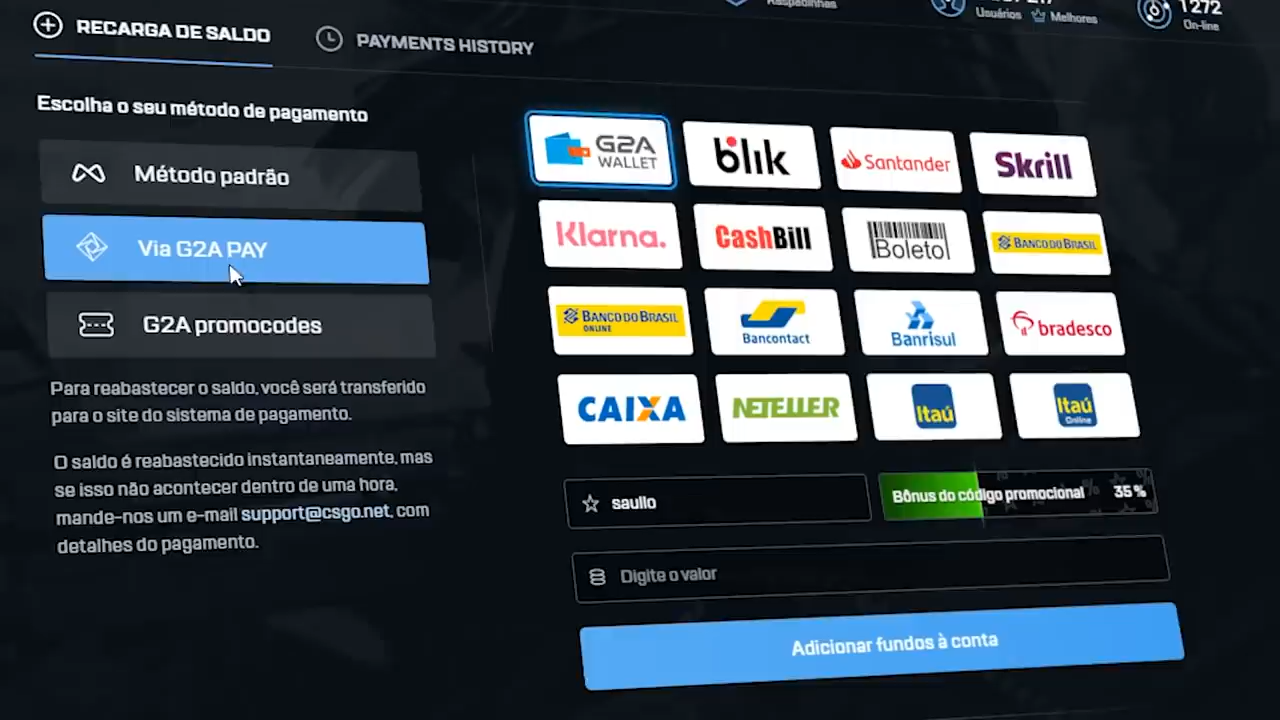 RECARGA DE SALDO
PAYMENTS HISTORY
Raspadinhas
Usuários
Melhores
1272
On-line
Escolha o seu método de pagamento
Método padrão
Via G2A PAY
G2A promocodes
Para reabastecer o saldo, você será transferido
para o site do sistema de pagamento.
O saldo é reabastecido instantaneamente, mas
se isso não acontecer dentro de uma hora,
mande-nos um e-mail support@csgo.net, com
detalhes do pagamento.
G2A
WALLET
blik
Santander
Skrill
Klarna.
CashBill
Boleto
BANCO DO BRASIL
BANCO DO BRASIL
ONLINE
Bancontact
Banrisul
bradesco
CAIXA
NETELLER
Itaú
Itaú
Online
saullo
Bônus do código promocional
35 %
Digite o valor
Adicionar fundos à conta